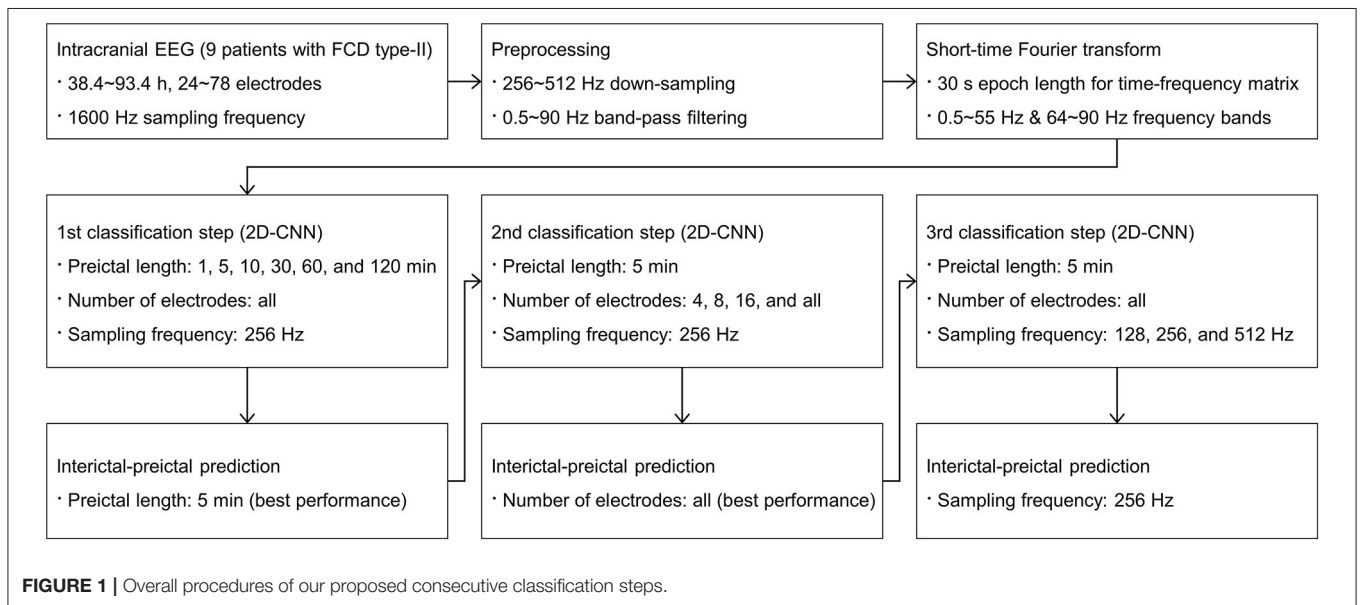 Intracranial EEG (9 patients with FCD type-II)
· 38.4~93.4 h, 24~78 electrodes
· 1600 Hz sampling frequency
Preprocessing
· 256~512 Hz down-sampling
· 0.5~90 Hz band-pass filtering
Short-time Fourier transform
· 30 s epoch length for time-frequency matrix
· 0.5~55 Hz & 64~90 Hz frequency bands
1st classification step (2D-CNN)
· Preictal length: 1, 5, 10, 30, 60, and 120 min
· Number of electrodes: all
· Sampling frequency: 256 Hz
2nd classification step (2D-CNN)
· Preictal length: 5 min
· Number of electrodes: 4, 8, 16, and all
· Sampling frequency: 256 Hz
3rd classification step (2D-CNN)
· Preictal length: 5 min
· Number of electrodes: all
· Sampling frequency: 128, 256, and 512 Hz
Interictal-preictal prediction
· Preictal length: 5 min (best performance)
Interictal-preictal prediction
· Number of electrodes: all (best performance)
Interictal-preictal prediction
· Sampling frequency: 256 Hz
FIGURE 1 | Overall procedures of our proposed consecutive classification steps.